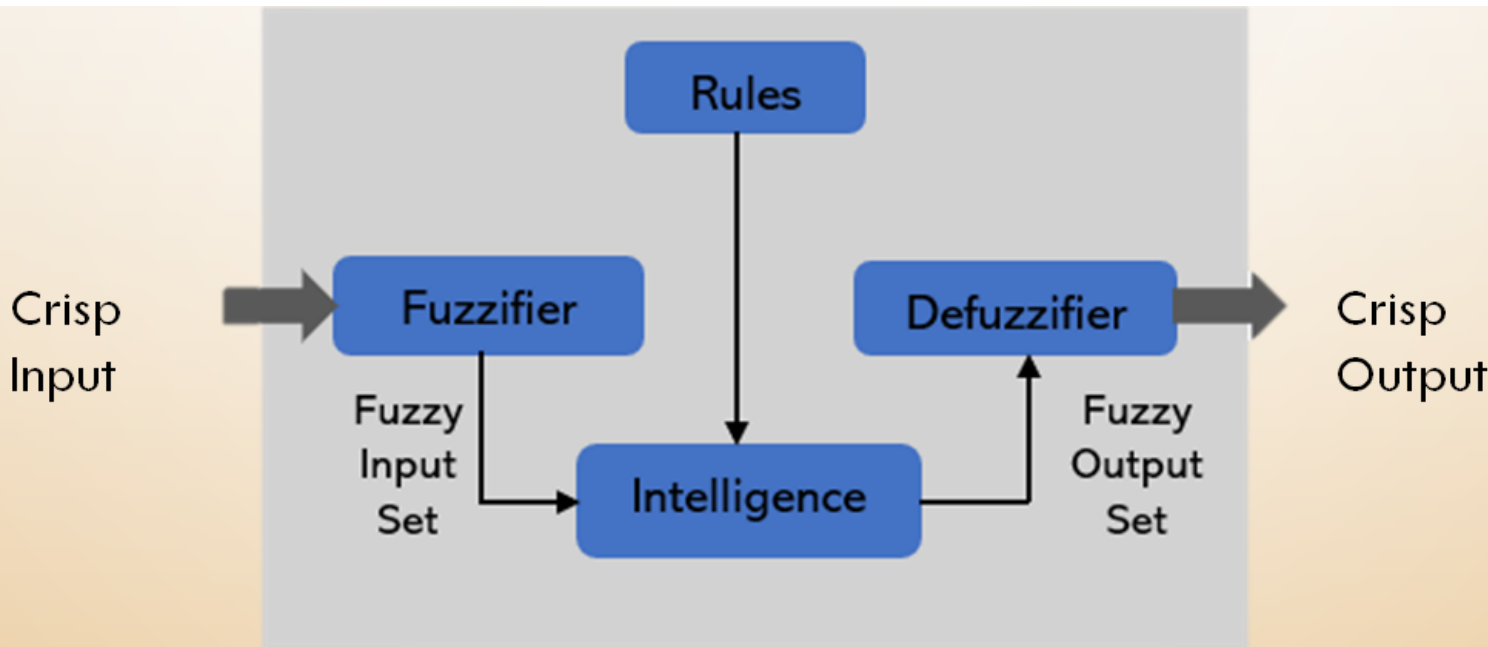 Rules
Crisp
Input
Fuzzifier
Defuzzifier
Crisp
Output
Fuzzy
Input
Set
Intelligence
Fuzzy
Output
Set